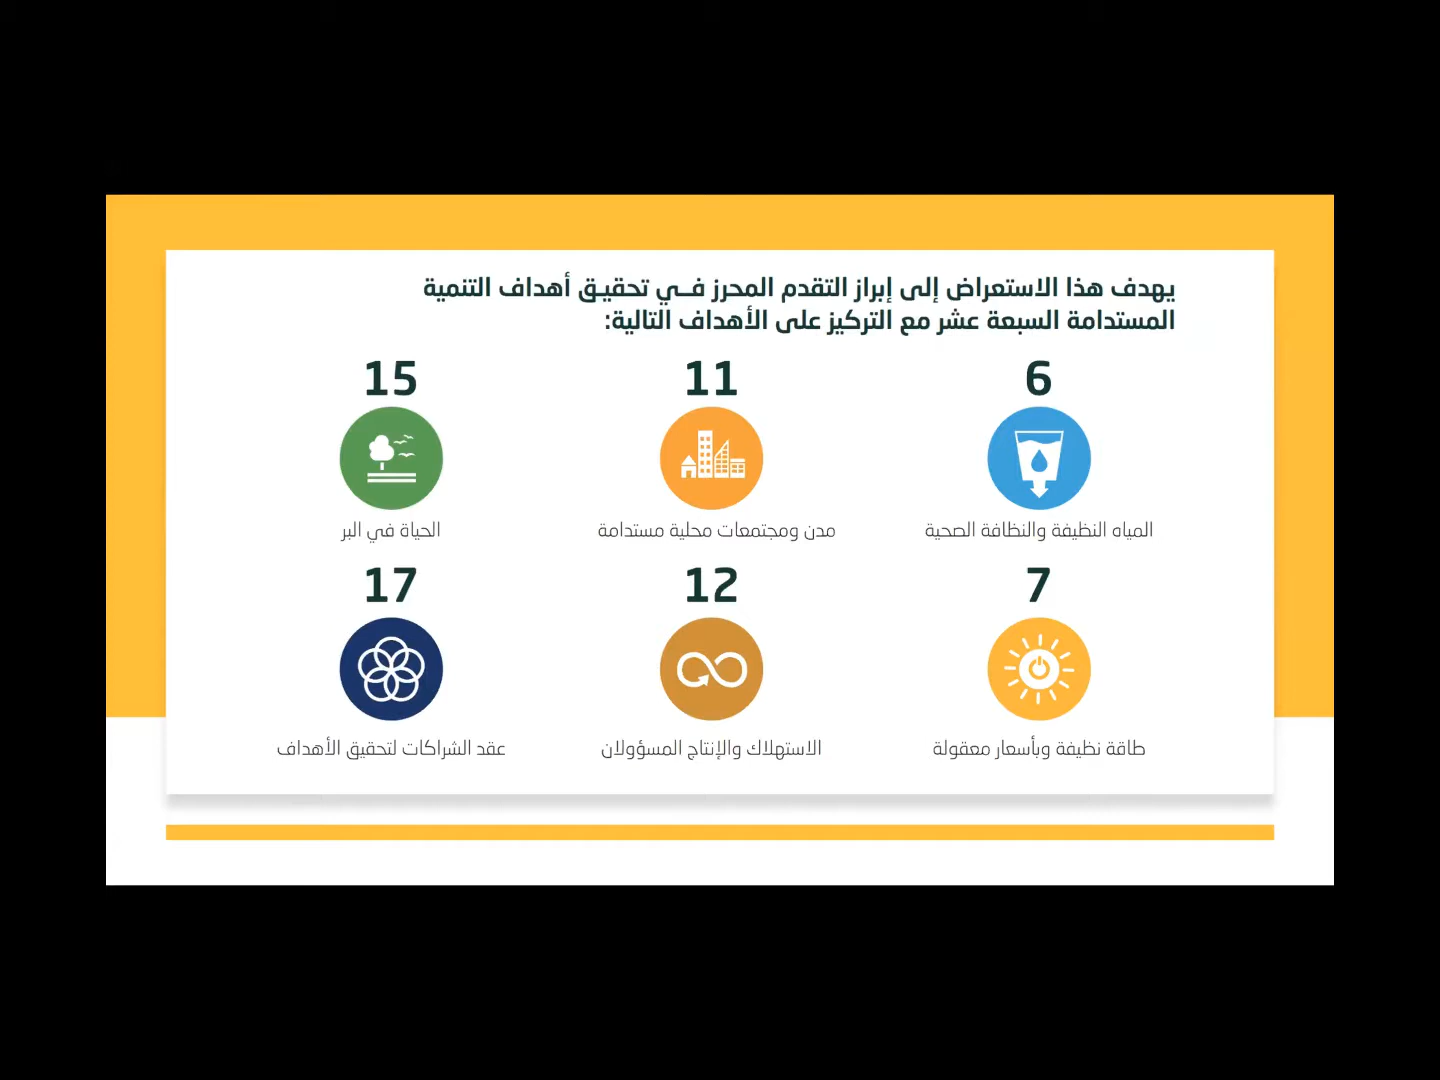 يهدف هذا الاستعراض إلى إبراز التقدم المحرز في تحقيق أهداف التنمية
المستدامة السبعة عشر مع التركيز على الأهداف التالية:
6
المياه النظيفة والنظافة الصحية
11
مدن ومجتمعات محلية مستدامة
15
الحياة في البر
7
طاقة نظيفة وبأسعار معقولة
12
الاستهلاك والإنتاج المسؤولان
17
عقد الشراكات لتحقيق الأهداف